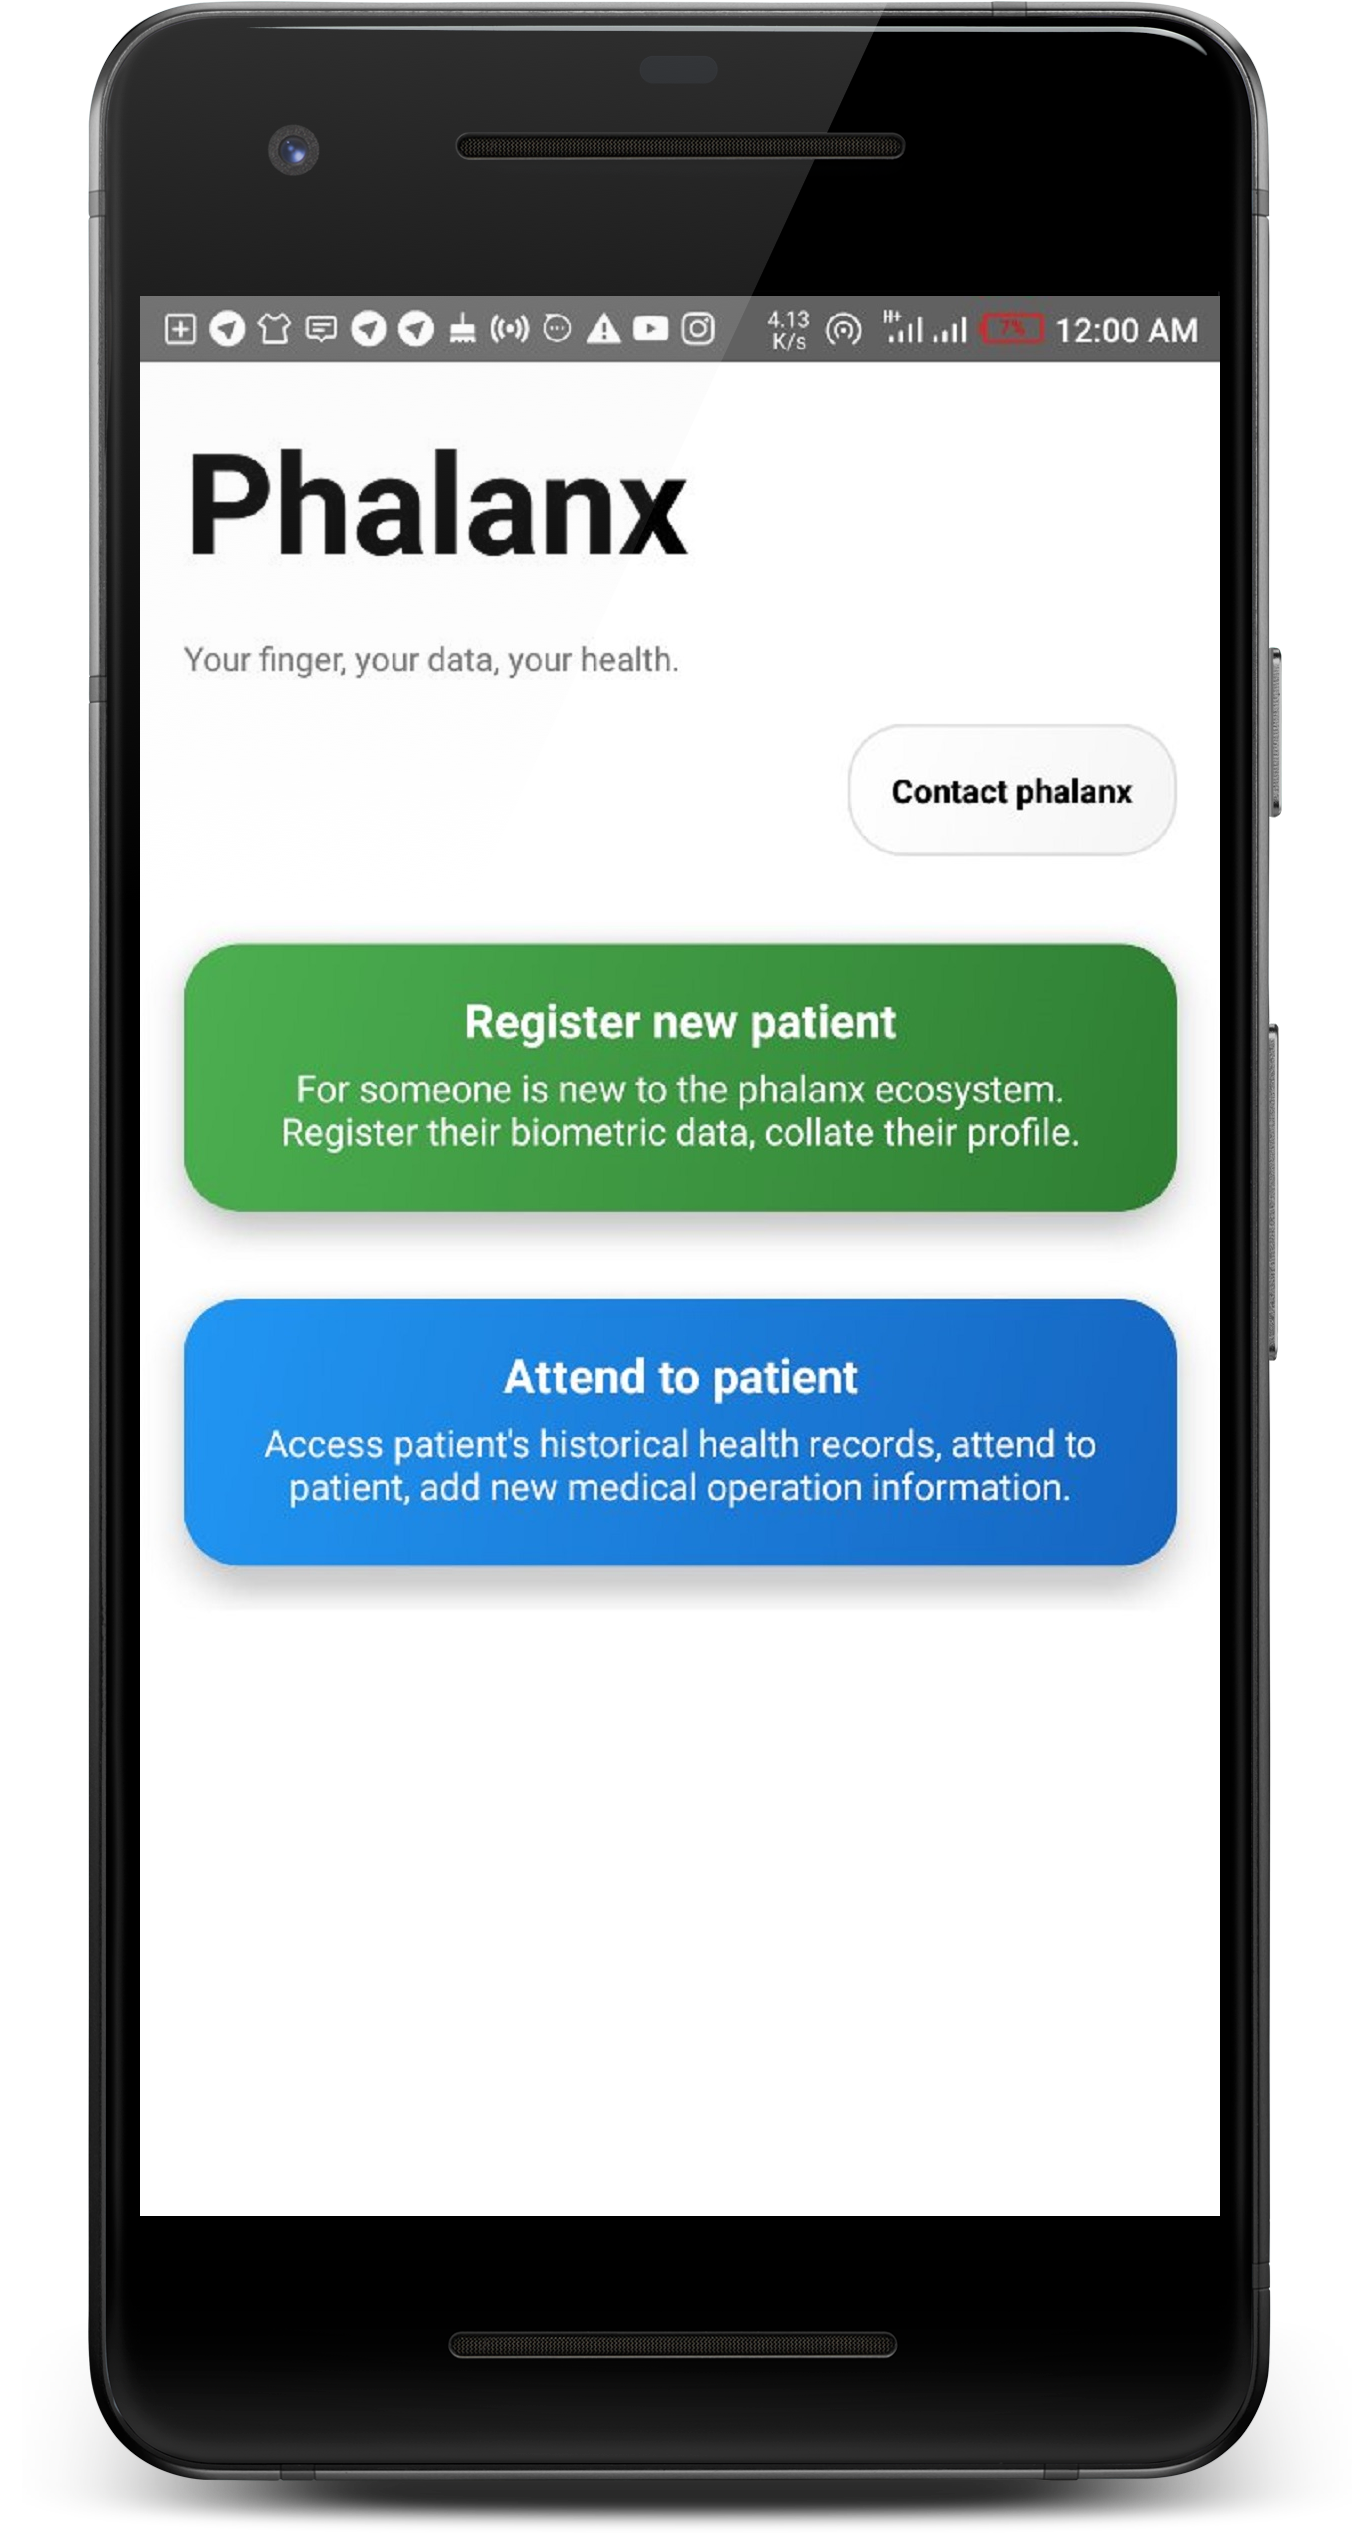 4.13
K/s
H+
7%
12:00 AM
Phalanx
Your finger, your data, your health.
Contact phalanx
Register new patient
For someone is new to the phalanx ecosystem.
Register their biometric data, collate their profile.
Attend to patient
Access patient's historical health records, attend to
patient, add new medical operation information.